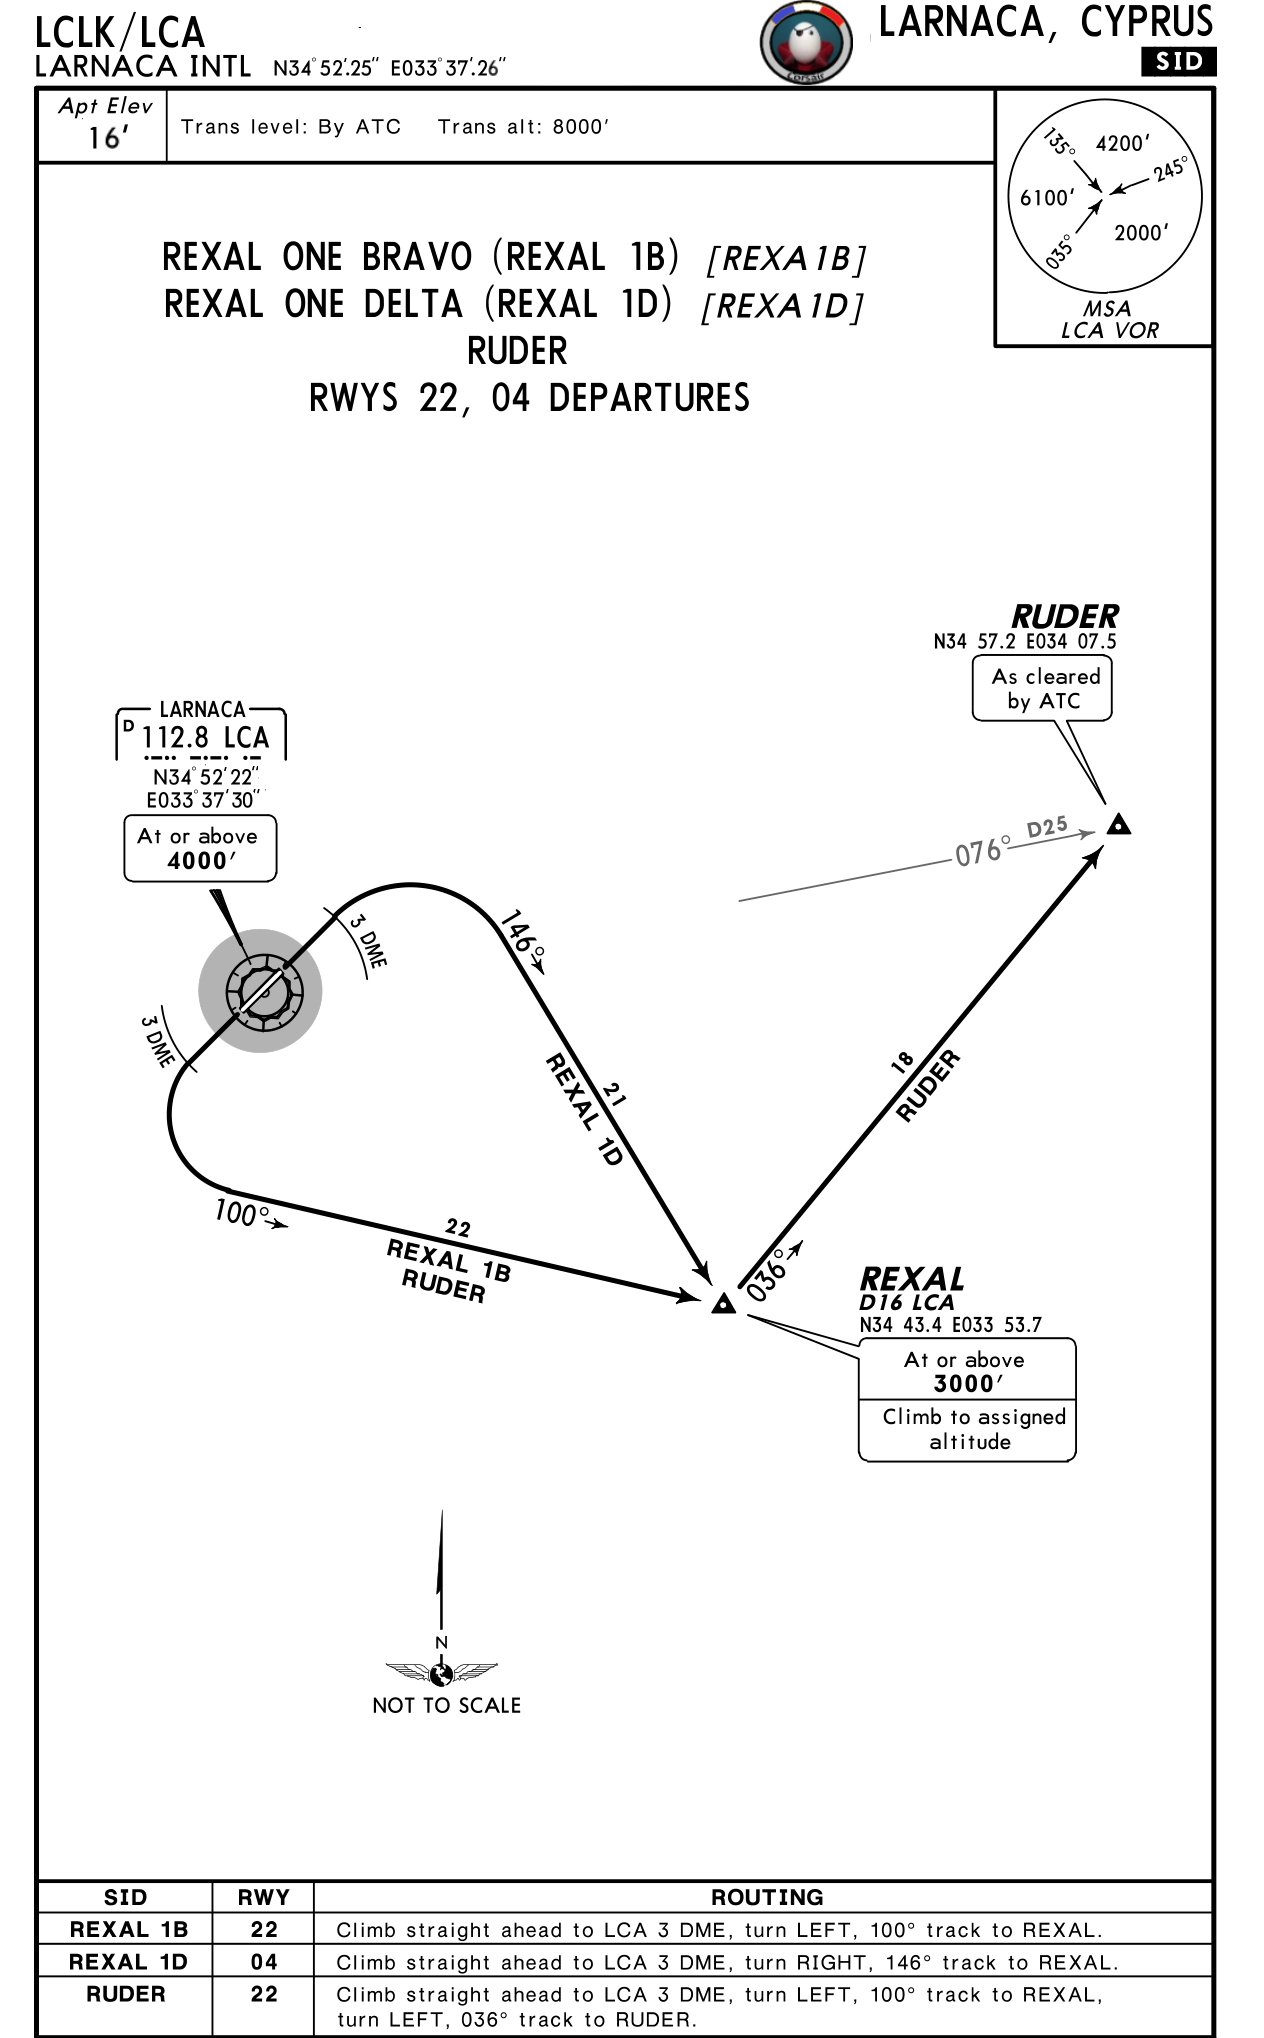 LCLK/LCA
LARNACA INTL N34°52'.25" E033°37'.26"
Corsair
LARNACA, CYPRUS
SID
Apt Elev
16'
Trans level: By ATC Trans alt: 8000'
135°
4200'
245°
6100'
2000'
035°
MSA
LCA VOR
REXAL ONE BRAVO (REXAL 1B) [REXA1B]
REXAL ONE DELTA (REXAL 1D) [REXA1D]
RUDER
RWYS 22, 04 DEPARTURES
RUDER
N34 57.2 E034 07.5
As cleared
by ATC
LARNACA
D 112.8 LCA
N34°52'22"
E033°37'30"
At or above
4000'
076° D25
3 DME
146°
3 DME
21
REXAL 1D
18
RUDER
100°
22
REXAL 1B
RUDER
036°
REXAL
D16 LCA
N34 43.4 E033 53.7
At or above
3000'
Climb to assigned
altitude
N
NOT TO SCALE
SID RWY ROUTING
REXAL 1B 22 Climb straight ahead to LCA 3 DME, turn LEFT, 100° track to REXAL.
REXAL 1D 04 Climb straight ahead to LCA 3 DME, turn RIGHT, 146° track to REXAL.
RUDER 22 Climb straight ahead to LCA 3 DME, turn LEFT, 100° track to REXAL,
turn LEFT, 036° track to RUDER.